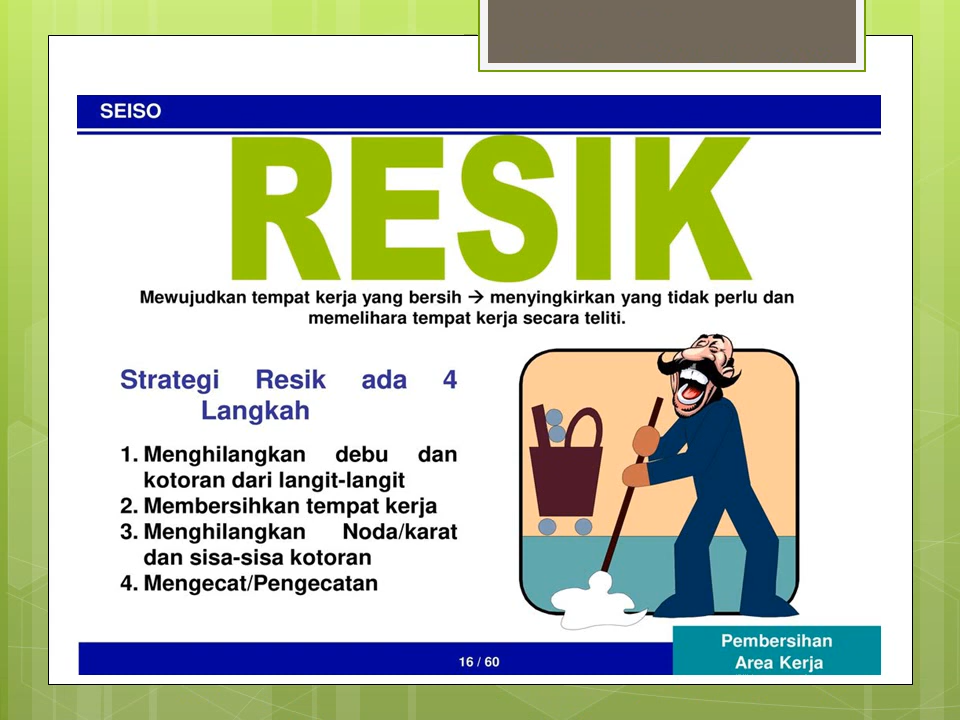 SEISO
RESIK
Mewujudkan tempat kerja yang bersih → menyingkirkan yang tidak perlu dan
memelihara tempat kerja secara teliti.
Strategi Resik ada 4
Langkah
1. Menghilangkan debu dan
kotoran dari langit-langit
2. Membersihkan tempat kerja
3. Menghilangkan Noda/karat
dan sisa-sisa kotoran
4. Mengecat/Pengecatan
16 / 60
Pembersihan
Area Kerja